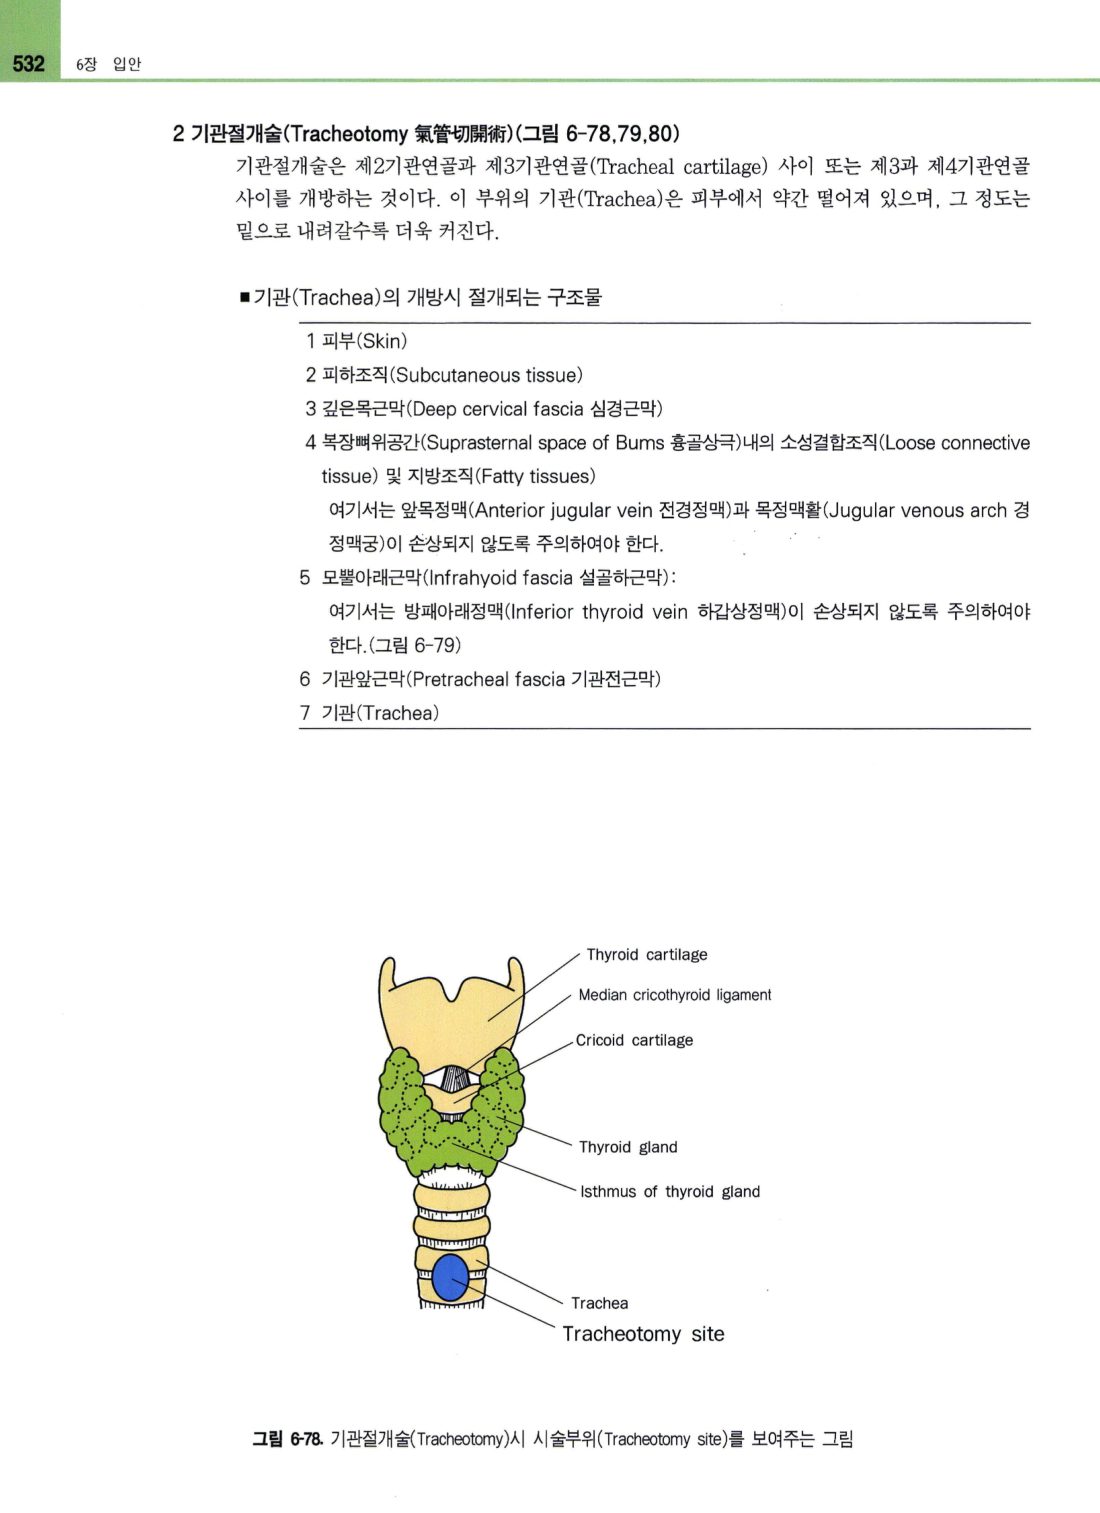 532 6장 입안
2 기관절개술(Tracheotomy 氣管切開術)(그림 6-78,79,80)
기관절개술은 제2기관연골과 제3기관연골(Tracheal cartilage) 사이 또는 제3과 제4기관연골
사이를 개방하는 것이다. 이 부위의 기관(Trachea)은 피부에서 약간 떨어져 있으며, 그 정도는
밑으로 내려갈수록 더욱 커진다.
■ 기관(Trachea)의 개방시 절개되는 구조물
1 피부(Skin)
2 피하조직(Subcutaneous tissue)
3 깊은목근막(Deep cervical fascia 심경근막)
4 복장뼈위공간(Suprasternal space of Bums 흉골상극)내의 소성결합조직(Loose connective
tissue) 및 지방조직(Fatty tissues)
여기서는 앞목정맥(Anterior jugular vein 전경정맥)과 목정맥활(Jugular venous arch 경
정맥궁)이 손상되지 않도록 주의하여야 한다.
5 모뿔아래근막(Infrahyoid fascia 설골하근막):
여기서는 방패아래정맥(Inferior thyroid vein 하갑상정맥)이 손상되지 않도록 주의하여야
한다.(그림 6-79)
6 기관앞근막(Pretracheal fascia 기관전근막)
7 기관(Trachea)
Thyroid cartilage
Median cricothyroid ligament
Cricoid cartilage
Thyroid gland
Isthmus of thyroid gland
Trachea
Tracheotomy site
그림 6-78. 기관절개술(Tracheotomy)시 시술부위(Tracheotomy site)를 보여주는 그림